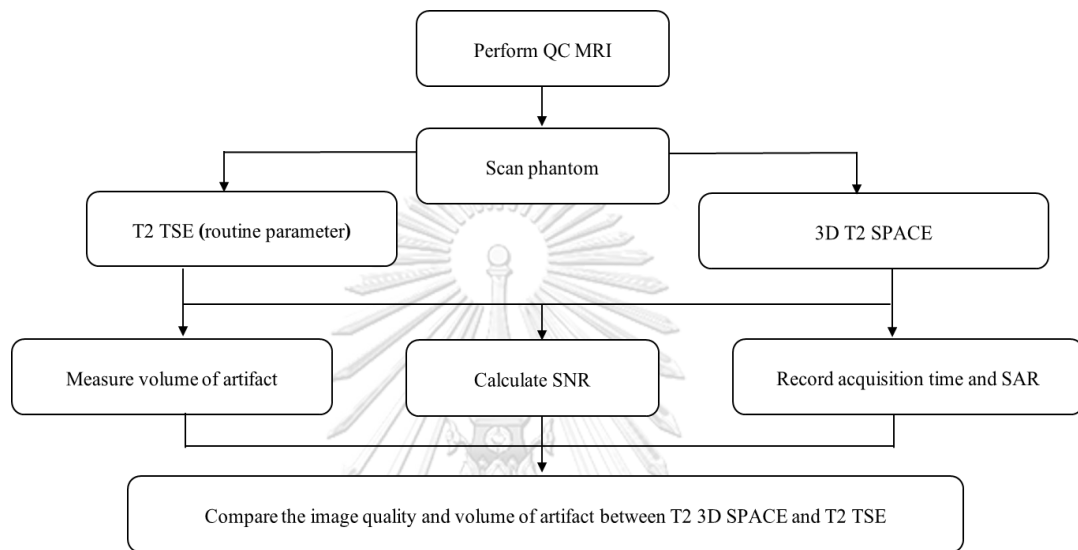 Perform QC MRI
Scan phantom
T2 TSE (routine parameter)
3D T2 SPACE
Measure volume of artifact
Calculate SNR
Record acquisition time and SAR
Compare the image quality and volume of artifact between T2 3D SPACE and T2 TSE